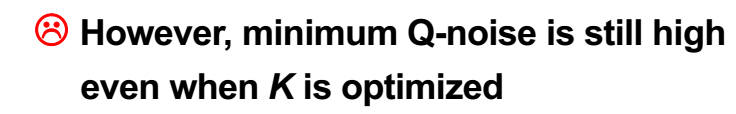 However, minimum Q-noise is still high
even when K is optimized